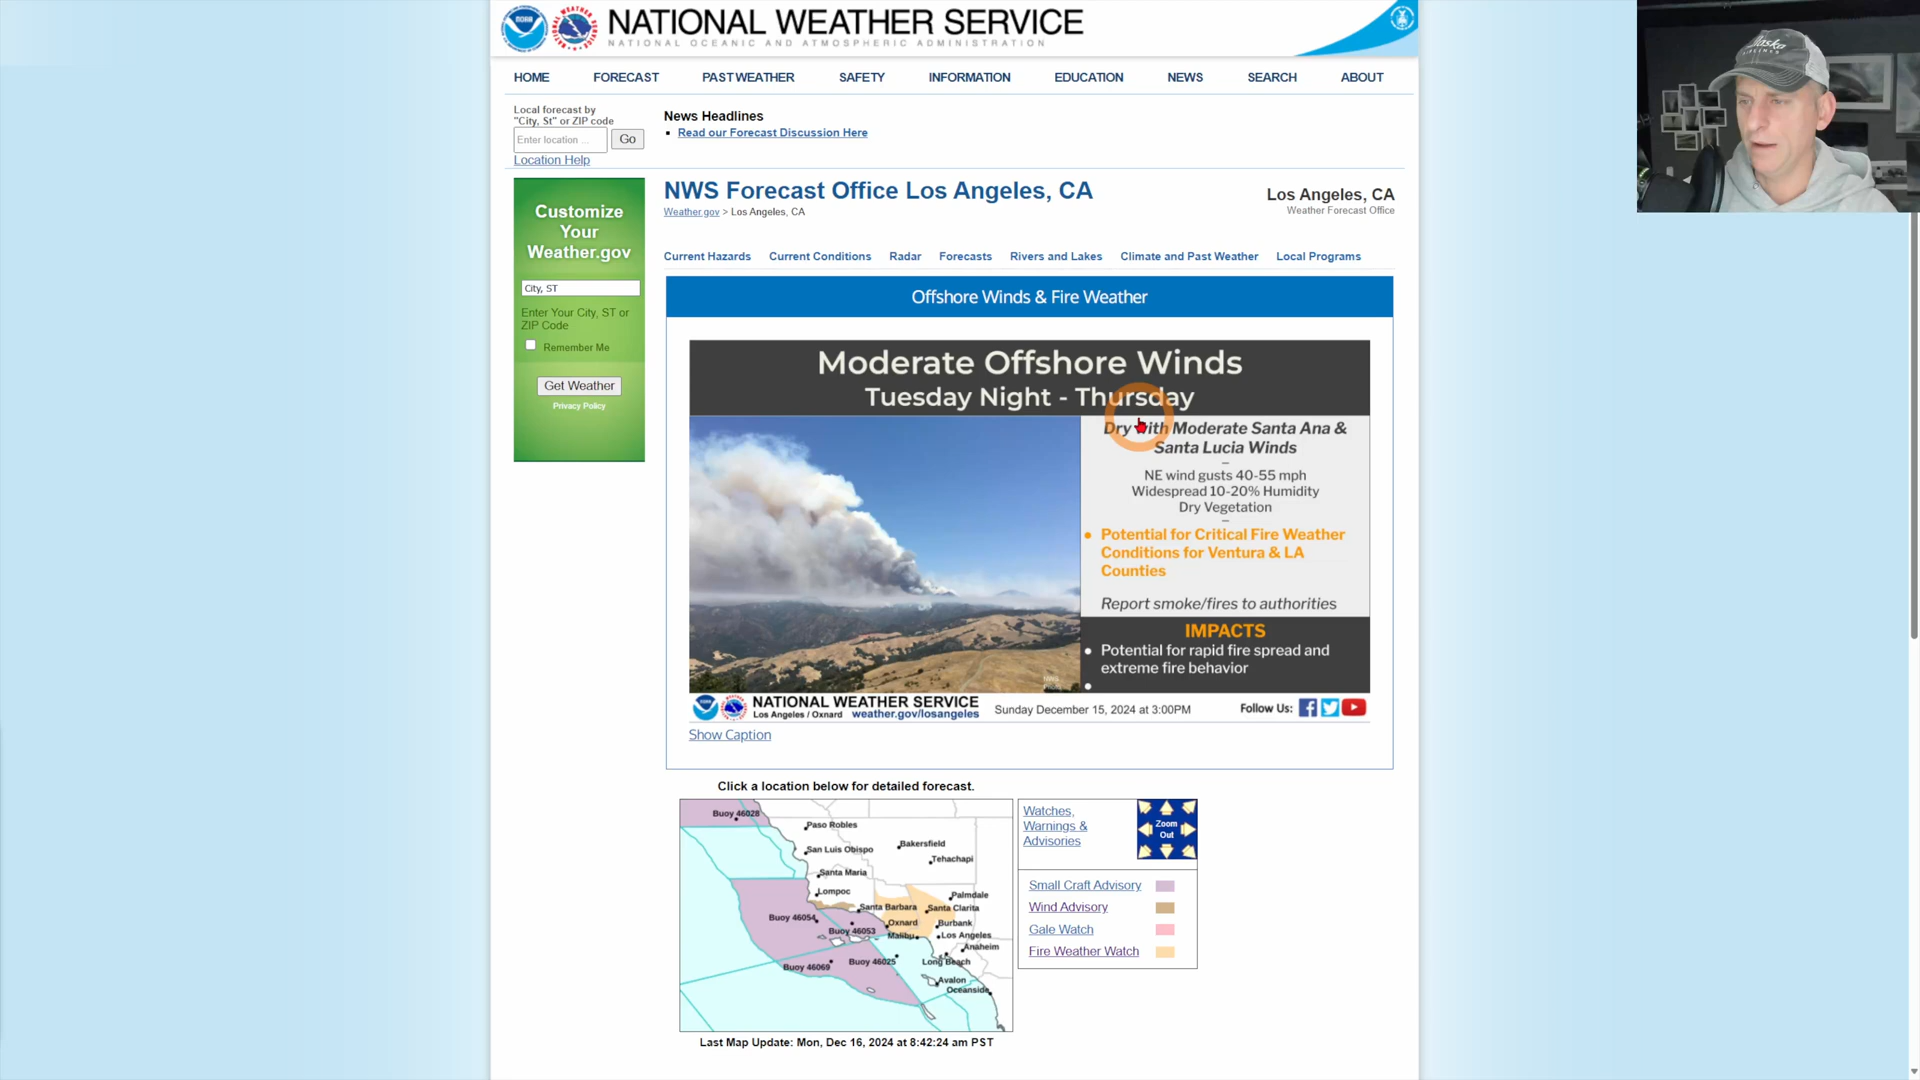 NATIONAL WEATHER SERVICE
NATIONAL OCEANIC AND ATMOSPHERIC ADMINISTRATION
HOME FORECAST PAST WEATHER SAFETY INFORMATION EDUCATION NEWS SEARCH ABOUT
Local forecast by
"City, St" or ZIP code
Enter location ...
Go
Location Help
News Headlines
Read our Forecast Discussion Here
Customize
Your
Weather.gov
City, ST
Enter Your City, ST or
ZIP Code
Remember Me
Get Weather
Privacy Policy
NWS Forecast Office Los Angeles, CA
Weather.gov > Los Angeles, CA
Los Angeles, CA
Weather Forecast Office
Current Hazards Current Conditions Radar Forecasts Rivers and Lakes Climate and Past Weather Local Programs
Offshore Winds & Fire Weather
Moderate Offshore Winds
Tuesday Night - Thursday
Dry with Moderate Santa Ana &
Santa Lucia Winds
–
NE wind gusts 40-55 mph
Widespread 10-20% Humidity
Dry Vegetation
–
Potential for Critical Fire Weather
Conditions for Ventura & LA
Counties
Report smoke/fires to authorities
IMPACTS
Potential for rapid fire spread and
extreme fire behavior
NATIONAL WEATHER SERVICE
Los Angeles / Oxnard weather.gov/losangeles
Sunday December 15, 2024 at 3:00PM
Follow Us:
Show Caption
Click a location below for detailed forecast.
Buoy 46028
Paso Robles
Bakersfield
San Luis Obispo
Tehachapi
Santa Maria
Lompoc
Palmdale
Santa Barbara
Santa Clarita
Buoy 46054
Oxnard
Burbank
Buoy 46053
Malibu
Los Angeles
Anaheim
Buoy 46069
Buoy 46025
Long Beach
Avalon
Oceanside
Watches,
Warnings &
Advisories
Zoom
Out
Small Craft Advisory
Wind Advisory
Gale Watch
Fire Weather Watch
Last Map Update: Mon, Dec 16, 2024 at 8:42:24 am PST
Alaska
AIRLINES